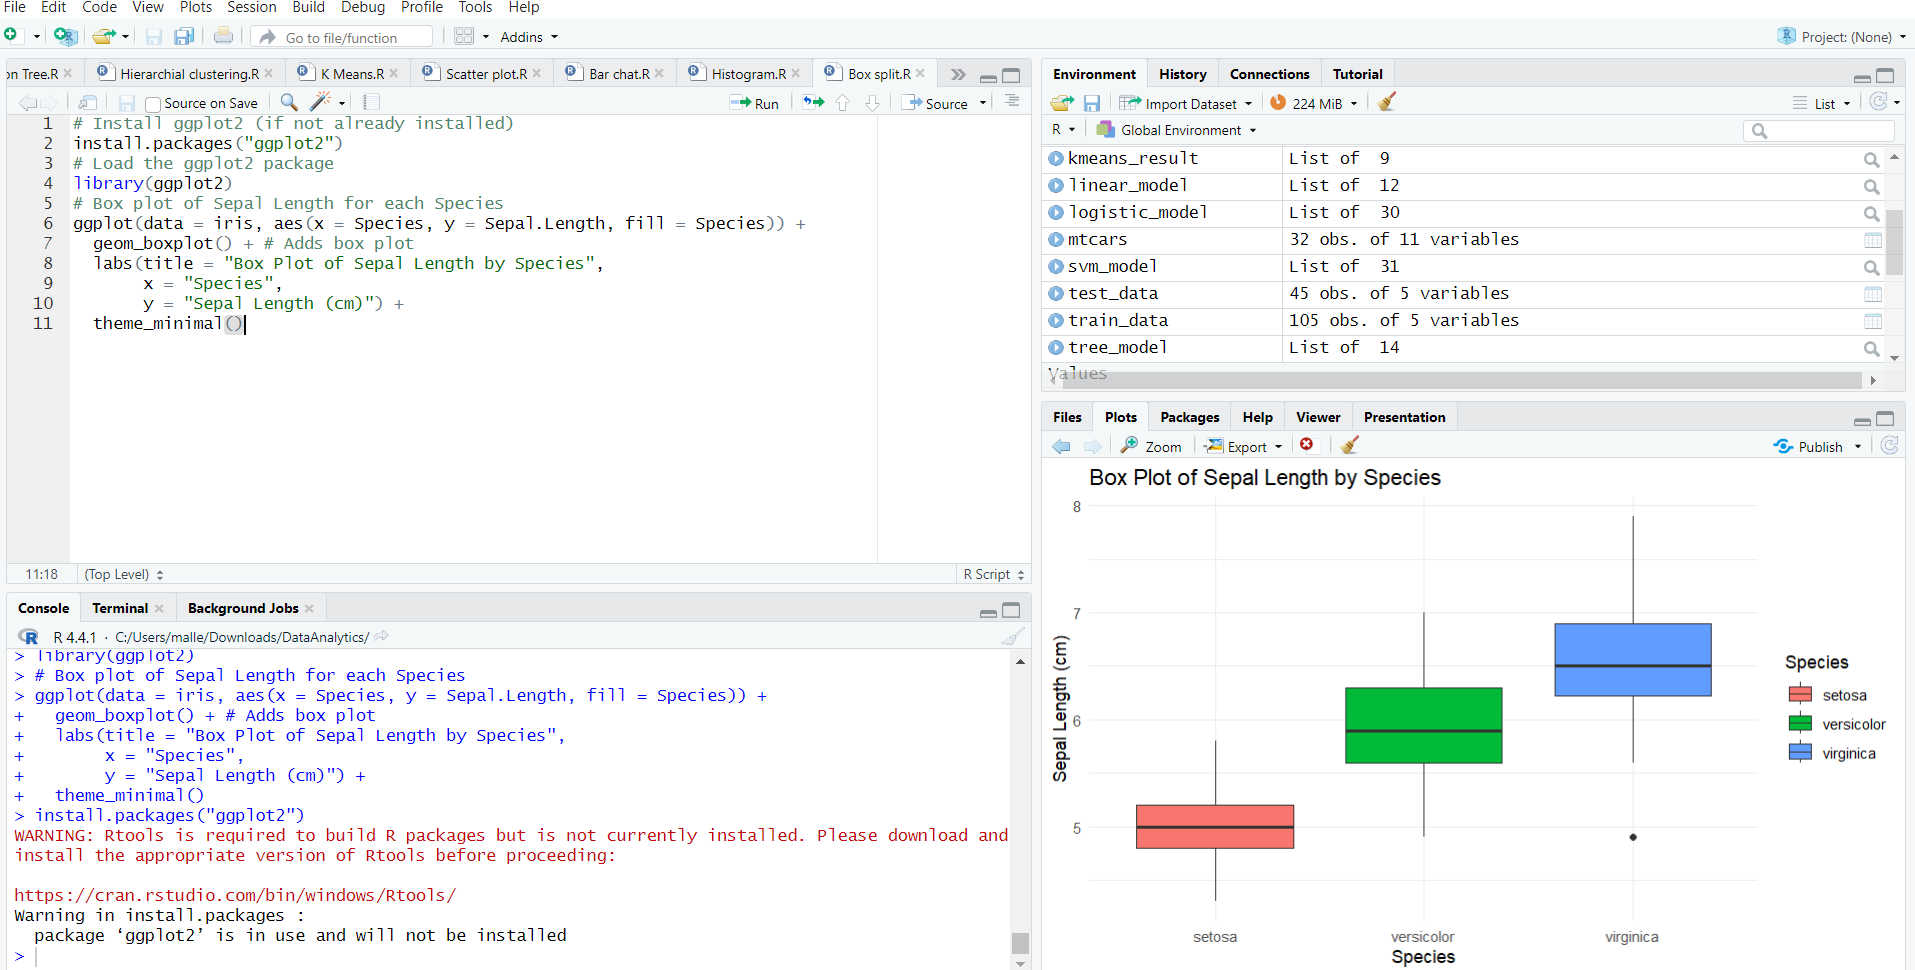 File Edit Code View Plots Session Build Debug Profile Tools Help
Go to file/function Addins Project: (None)
on Tree.R Hierarchial clustering.R K Means.R Scatter plot.R Bar chat.R Histogram.R Box split.R
Source on Save Run Source
1 # Install ggplot2 (if not already installed)
2 install.packages("ggplot2")
3 # Load the ggplot2 package
4 library(ggplot2)
5 # Box plot of Sepal Length for each Species
6 ggplot(data = iris, aes(x = Species, y = Sepal.Length, fill = Species)) +
7 geom_boxplot() + # Adds box plot
8 labs(title = "Box Plot of Sepal Length by Species",
9 x = "Species",
10 y = "Sepal Length (cm)") +
11 theme_minimal()
11:18 (Top Level) R Script
Console Terminal Background Jobs
R 4.4.1 · C:/Users/malle/Downloads/DataAnalytics/
> library(ggplot2)
> # Box plot of Sepal Length for each Species
> ggplot(data = iris, aes(x = Species, y = Sepal.Length, fill = Species)) +
+ geom_boxplot() + # Adds box plot
+ labs(title = "Box Plot of Sepal Length by Species",
+ x = "Species",
+ y = "Sepal Length (cm)") +
+ theme_minimal()
> install.packages("ggplot2")
WARNING: Rtools is required to build R packages but is not currently installed. Please download and
install the appropriate version of Rtools before proceeding:
https://cran.rstudio.com/bin/windows/Rtools/
Warning in install.packages :
package ‘ggplot2’ is in use and will not be installed
>
Environment History Connections Tutorial
Import Dataset 224 MiB List
R Global Environment
kmeans_result List of 9
linear_model List of 12
logistic_model List of 30
mtcars 32 obs. of 11 variables
svm_model List of 31
test_data 45 obs. of 5 variables
train_data 105 obs. of 5 variables
tree_model List of 14
Values
Files Plots Packages Help Viewer Presentation
Zoom Export Publish
Box Plot of Sepal Length by Species
8
7
6
5
Sepal Length (cm)
setosa versicolor virginica
Species
Species
setosa
versicolor
virginica